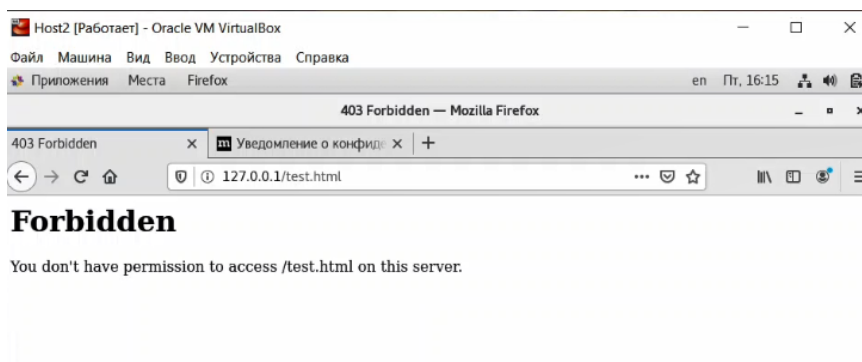 Host2 [Работает] - Oracle VM VirtualBox
Файл Машина Вид Ввод Устройства Справка
Приложения Места Firefox en Пт, 16:15
403 Forbidden — Mozilla Firefox
403 Forbidden Уведомление о конфиде
127.0.0.1/test.html
Forbidden
You don't have permission to access /test.html on this server.